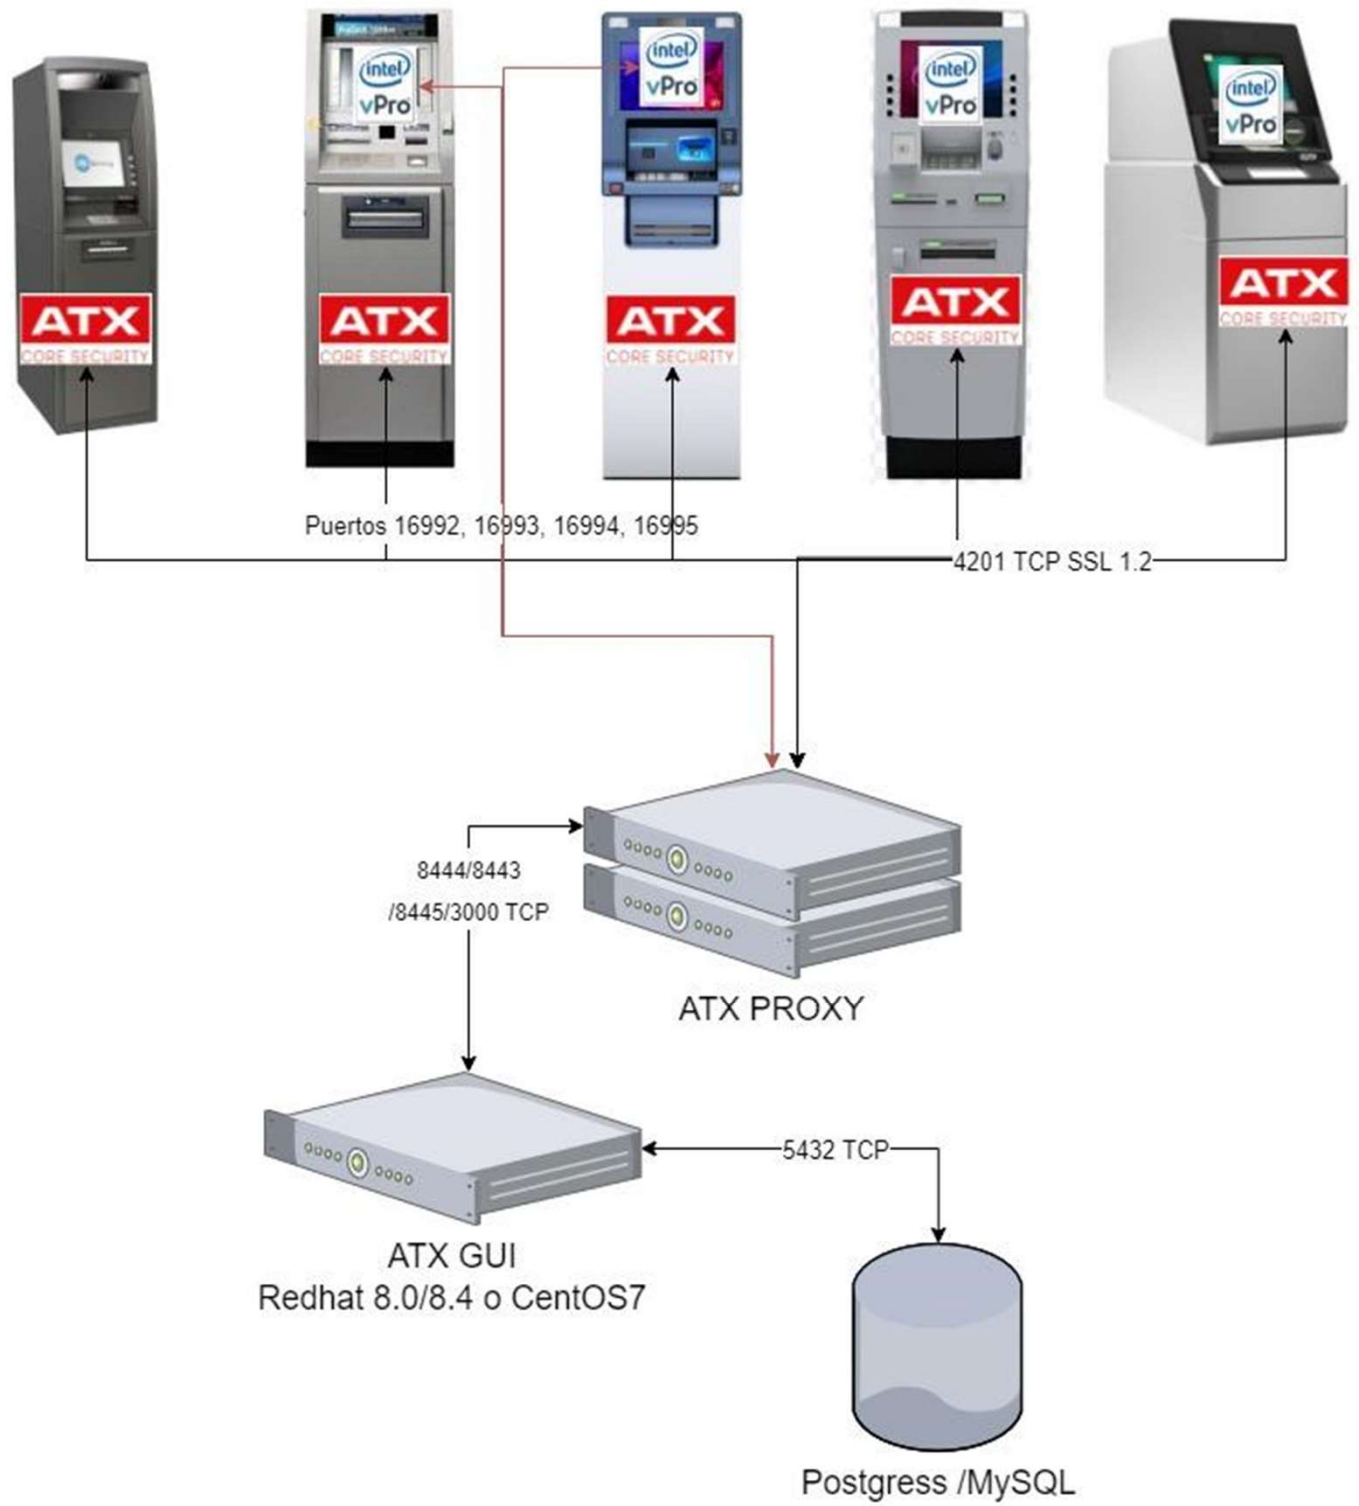 intel
vPro
intel
vPro
intel
vPro
intel
vPro
ATX
CORE SECURITY
ATX
CORE SECURITY
ATX
CORE SECURITY
ATX
CORE SECURITY
ATX
CORE SECURITY
Puertos 16992, 16993, 16994, 16995
4201 TCP SSL 1.2
8444/8443
/8445/3000 TCP
ATX PROXY
5432 TCP
ATX GUI
Redhat 8.0/8.4 o CentOS7
Postgress /MySQL